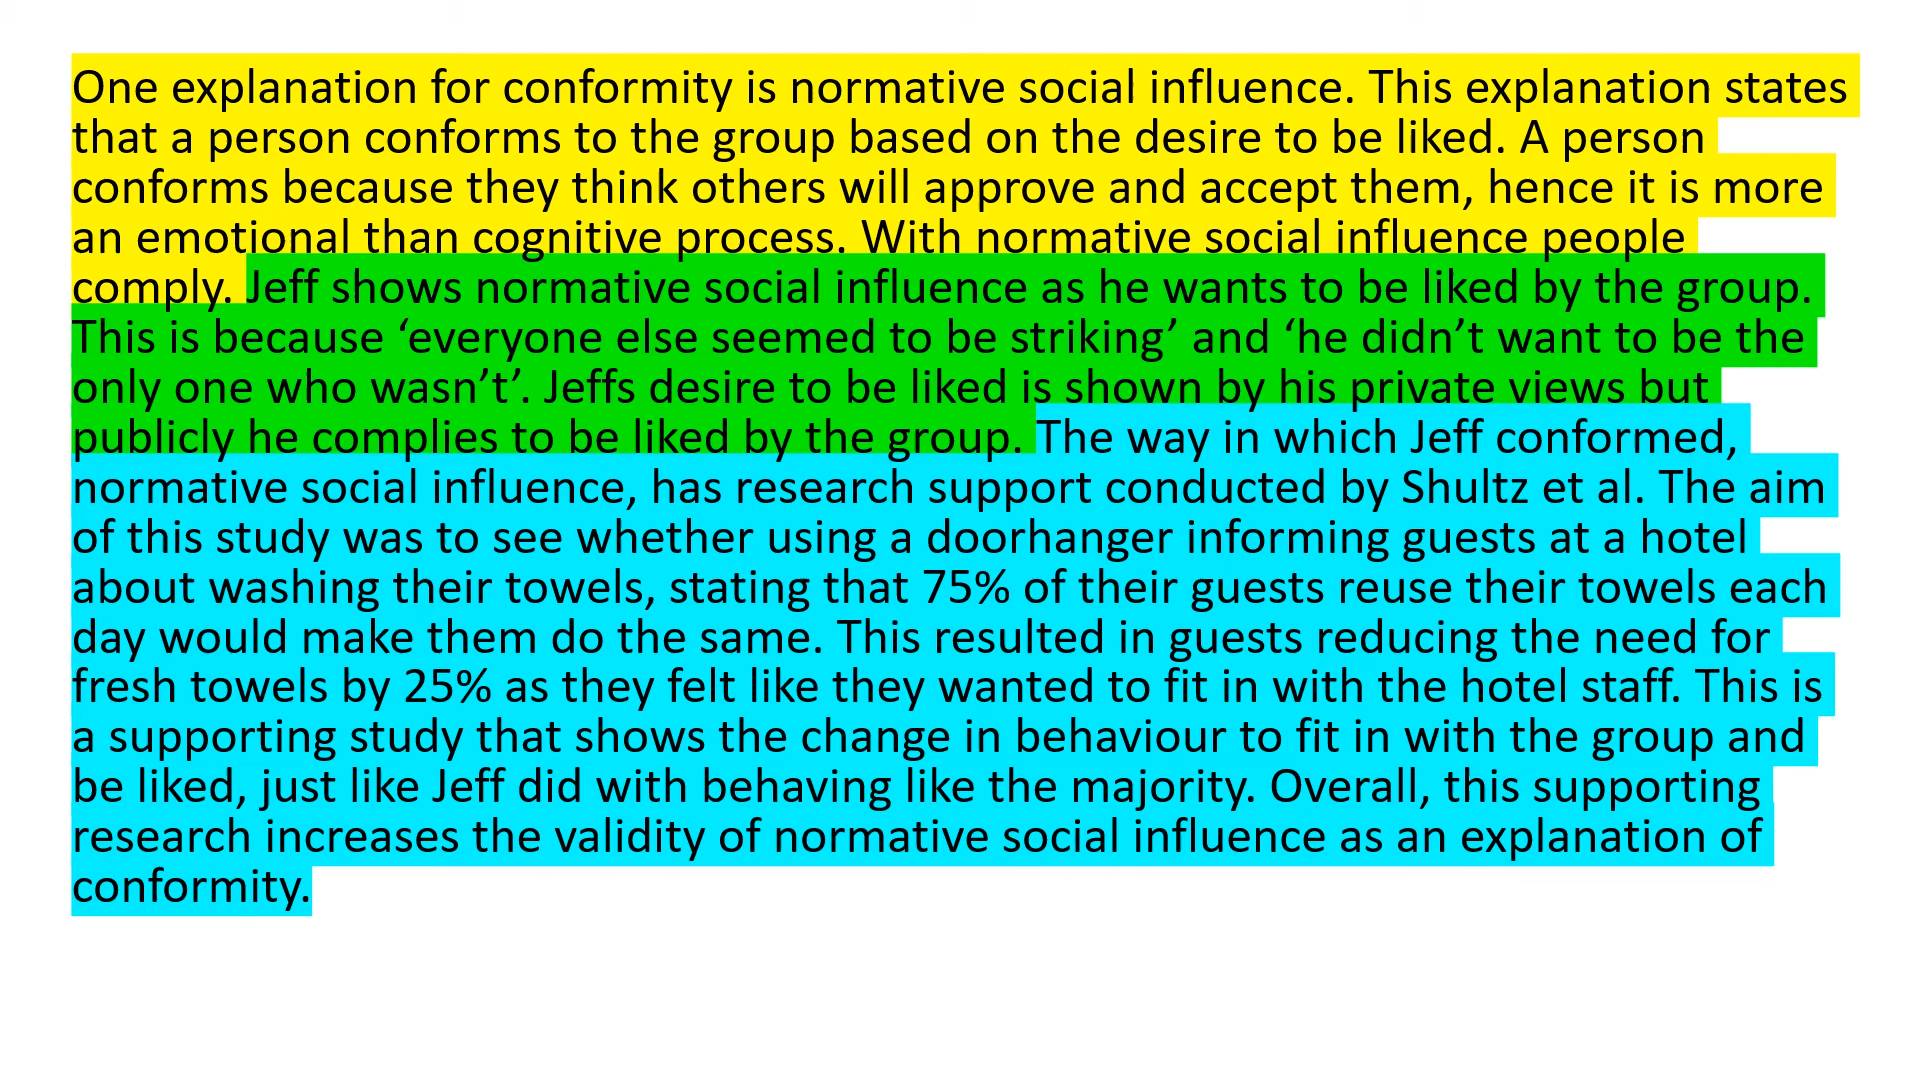 One explanation for conformity is normative social influence. This explanation states
that a person conforms to the group based on the desire to be liked. A person
conforms because they think others will approve and accept them, hence it is more
an emotional than cognitive process. With normative social influence people
comply. Jeff shows normative social influence as he wants to be liked by the group.
This is because ‘everyone else seemed to be striking’ and ‘he didn’t want to be the
only one who wasn’t’. Jeffs desire to be liked is shown by his private views but
publicly he complies to be liked by the group. The way in which Jeff conformed,
normative social influence, has research support conducted by Shultz et al. The aim
of this study was to see whether using a doorhanger informing guests at a hotel
about washing their towels, stating that 75% of their guests reuse their towels each
day would make them do the same. This resulted in guests reducing the need for
fresh towels by 25% as they felt like they wanted to fit in with the hotel staff. This is
a supporting study that shows the change in behaviour to fit in with the group and
be liked, just like Jeff did with behaving like the majority. Overall, this supporting
research increases the validity of normative social influence as an explanation of
conformity.